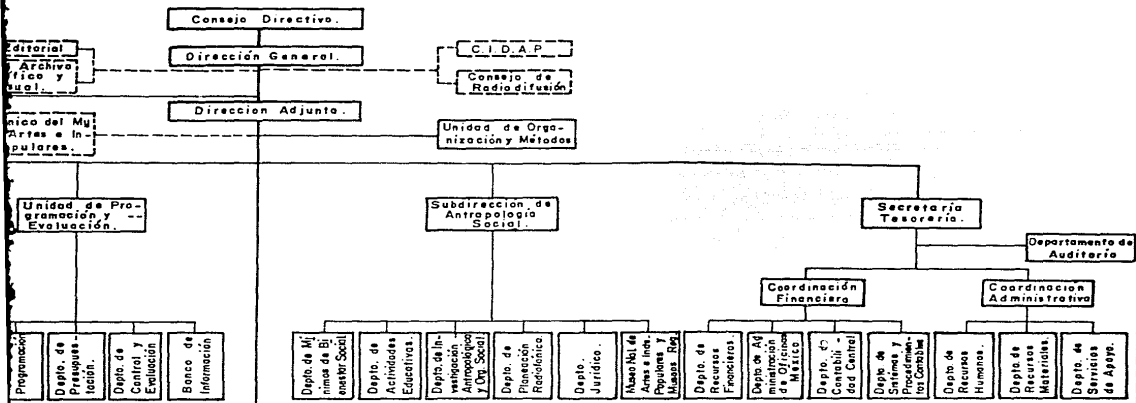 Consejo Directivo.
Editorial
Dirección General.
C.I.D.A.P
Archivo
ífico y
sual.
Consejo de
Radiodifusión
Direccion Adjunta.
nico del My
Artes e In-
pulares.
Unidad de Orga-
nización y Métodos
Unidad de Pro-
gramación y --
Evaluación.
Subdirección de
Antropología
Social.
Secretaría
Tesorería.
Departamento de
Auditoría
Coordinación
Financiera
Coordinación
Administrativa
Programación
Depto. de
Presupues-
tación.
Depto. de
Control y
Evaluación
Banco de
Información
Depto. de Mí
nimos de Bi
enestar Social
Depto. de
Actividades
Educativas.
Depto. de In-
vestigación
Antropológica
y Org. Social
Depto. de
Planeación
Radiofónica.
Depto.
Jurídico.
Museo Nal. de
Artes e Inds.
Populares y
Museos Reg.
Depto. de
Recursos
Financieros.
Depto. de Ad
ministración
de Oficina
México
Depto. de
Contabili-
dad Central
Depto. de
Sistemas y
Procedimien-
tos Contables
Depto. de
Recursos
Humanos.
Depto. de
Recursos
Materiales.
Depto. de
Servicios
de Apoyo.